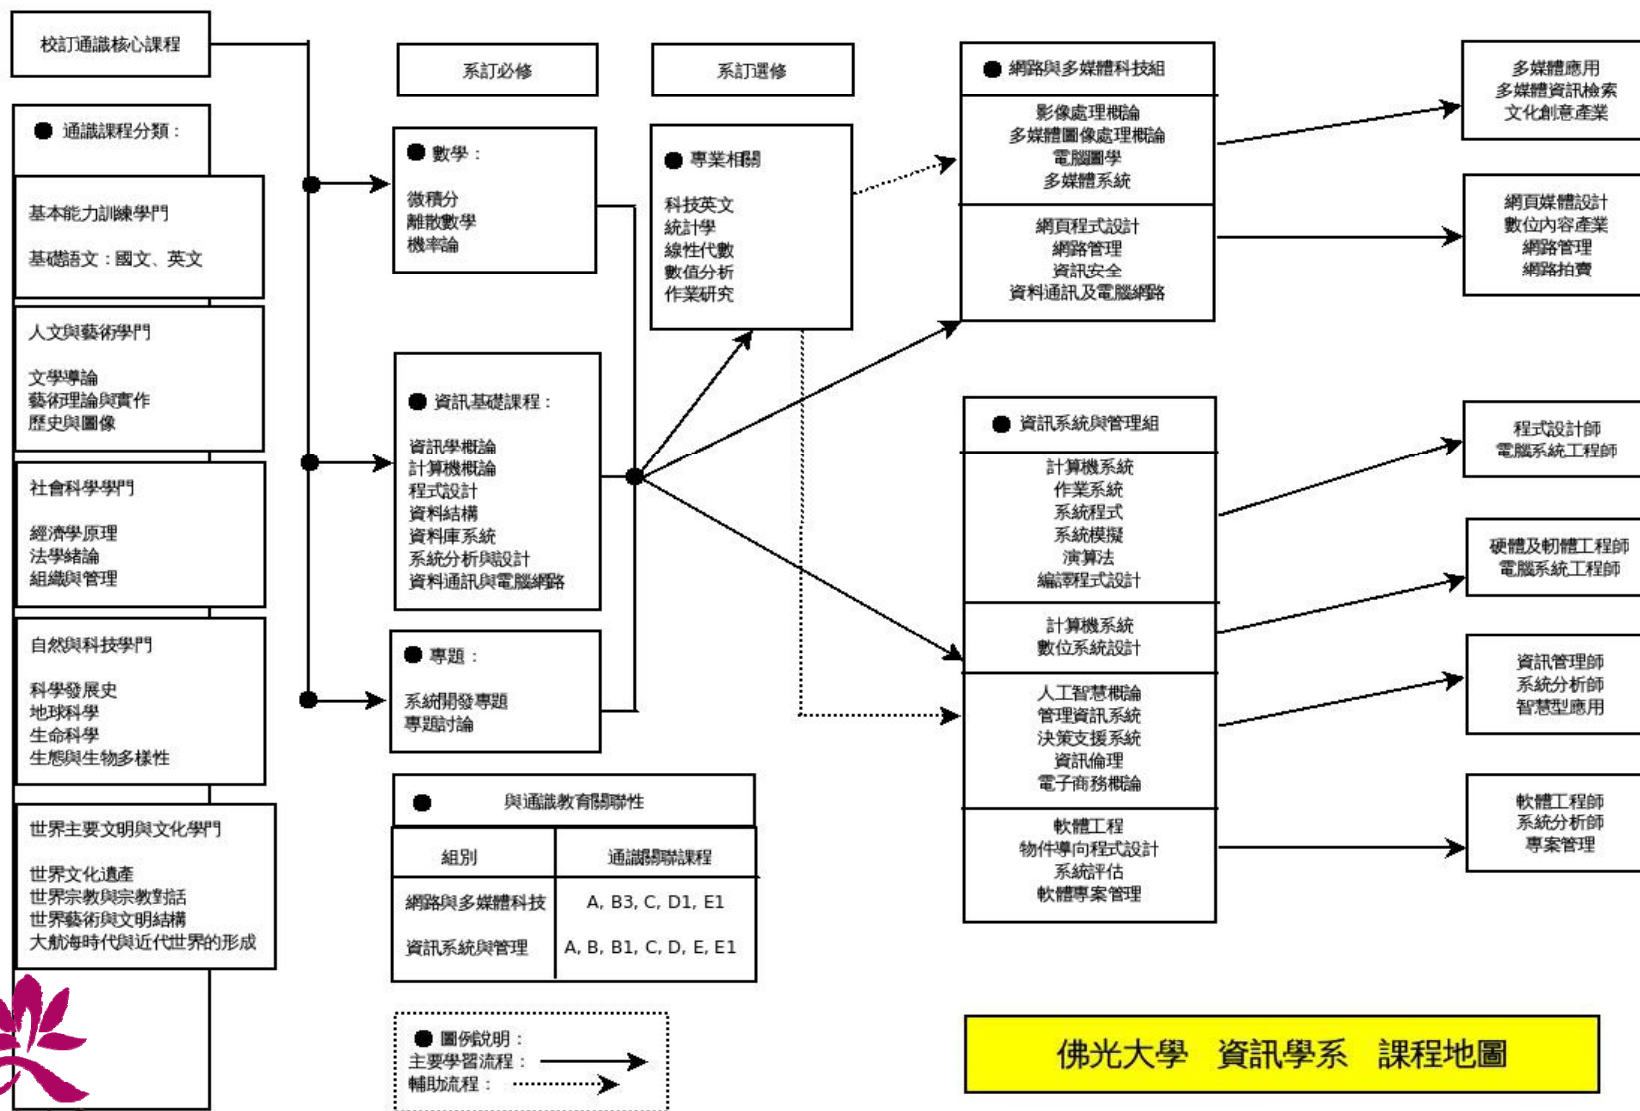 校訂通識核心課程
通識課程分類：
基本能力訓練學門
基礎語文：國文、英文
人文與藝術學門
文學導論
藝術理論與實作
歷史與圖像
社會科學學門
經濟學原理
法學緒論
組織與管理
自然與科技學門
科學發展史
地球科學
生命科學
生態與生物多樣性
世界主要文明與文化學門
世界文化遺產
世界宗教與宗教對話
世界藝術與文明結構
大航海時代與近代世界的形成
系訂必修
數學：
微積分
離散數學
機率論
資訊基礎課程：
資訊學概論
計算機概論
程式設計
資料結構
資料庫系統
系統分析與設計
資料通訊與電腦網路
專題：
系統開發專題
專題討論
與通識教育關聯性
組別 通識關聯課程
網路與多媒體科技 A, B3, C, D1, E1
資訊系統與管理 A, B, B1, C, D, E, E1
圖例說明：
主要學習流程：
輔助流程：
系訂選修
專業相關
科技英文
統計學
線性代數
數值分析
作業研究
網路與多媒體科技組
影像處理概論
多媒體圖像處理概論
電腦圖學
多媒體系統
網頁程式設計
網路管理
資訊安全
資料通訊及電腦網路
資訊系統與管理組
計算機系統
作業系統
系統程式
系統模擬
演算法
編譯程式設計
計算機系統
數位系統設計
人工智慧概論
管理資訊系統
決策支援系統
資訊倫理
電子商務概論
軟體工程
物件導向程式設計
系統評估
軟體專案管理
多媒體應用
多媒體資訊檢索
文化創意產業
網頁媒體設計
數位內容產業
網路管理
網路拍賣
程式設計師
電腦系統工程師
硬體及軔體工程師
電腦系統工程師
資訊管理師
系統分析師
智慧型應用
軟體工程師
系統分析師
專案管理
佛光大學 資訊學系 課程地圖